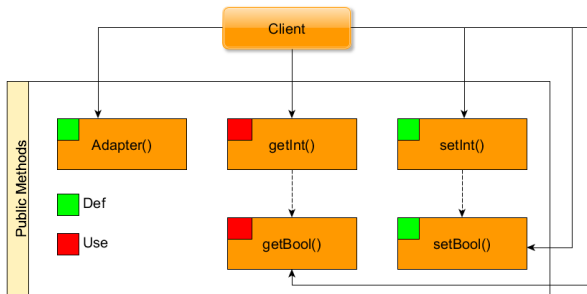 Client
Public Methods
Adapter()
getInt()
setInt()
Def
Use
getBool()
setBool()